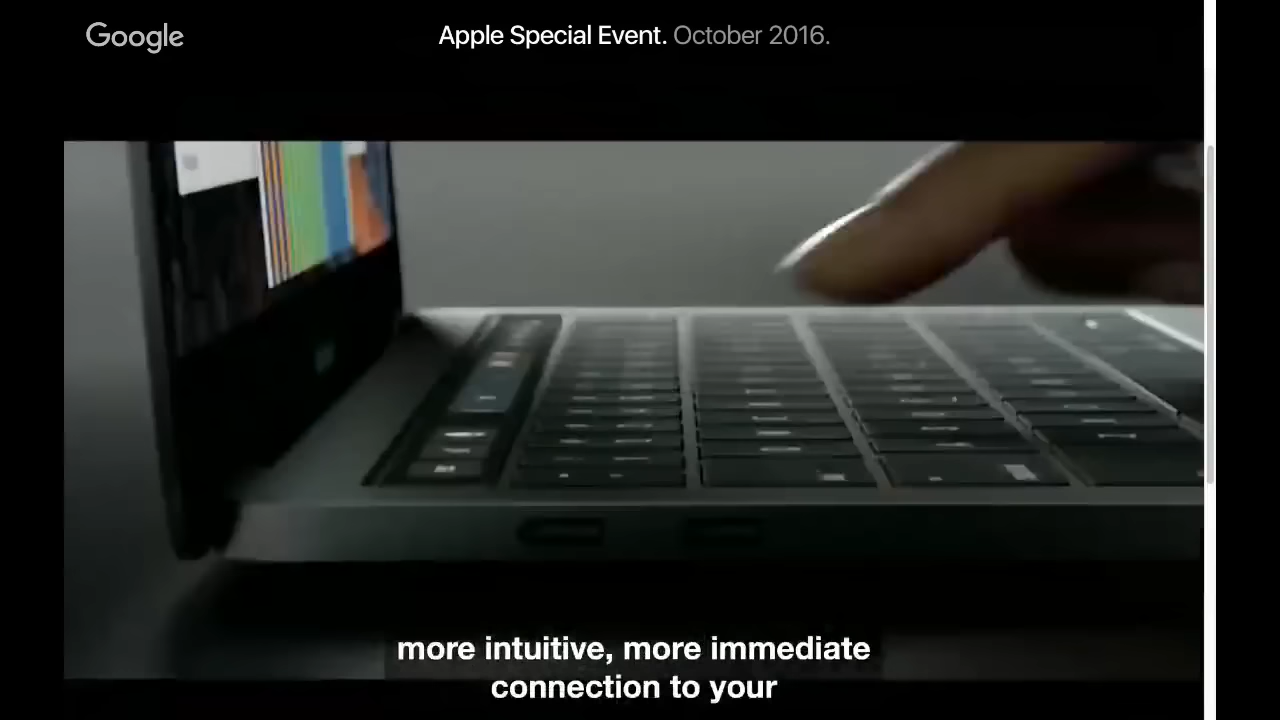 Google
Apple Special Event. October 2016.
more intuitive, more immediate
connection to your